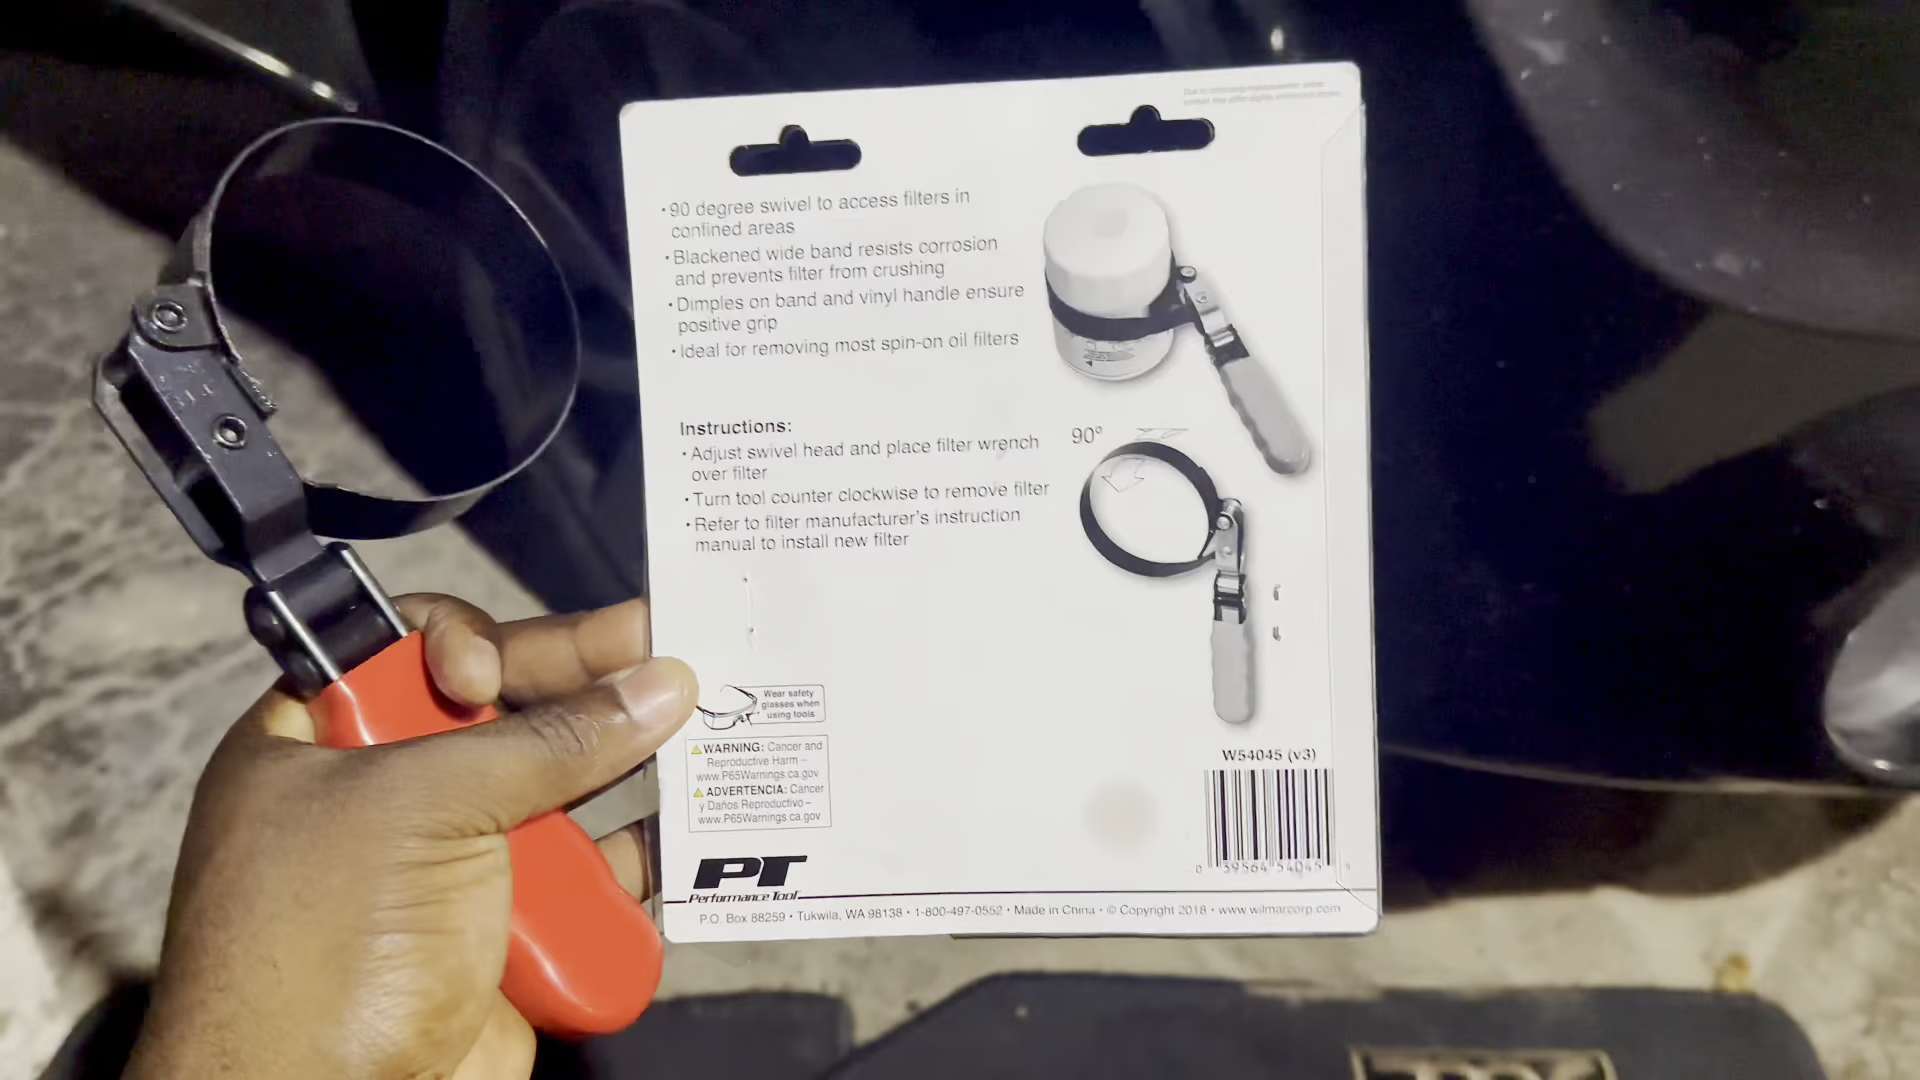 • 90 degree swivel to access filters in
confined areas
• Blackened wide band resists corrosion
and prevents filter from crushing
• Dimples on band and vinyl handle ensure
positive grip
• Ideal for removing most spin-on oil filters
Instructions:
• Adjust swivel head and place filter wrench
over filter
• Turn tool counter clockwise to remove filter
• Refer to filter manufacturer's instruction
manual to install new filter
90°
Wear safety
glasses when
using tools
WARNING: Cancer and
Reproductive Harm –
www.P65Warnings.ca.gov
ADVERTENCIA: Cancer
y Daños Reproductivo –
www.P65Warnings.ca.gov
W54045 (v3)
0 39564 54045
PT
Performance Tool
P.O. Box 88259 • Tukwila, WA 98138 • 1-800-497-0552 • Made in China • © Copyright 2018 • www.wilmarcorp.com